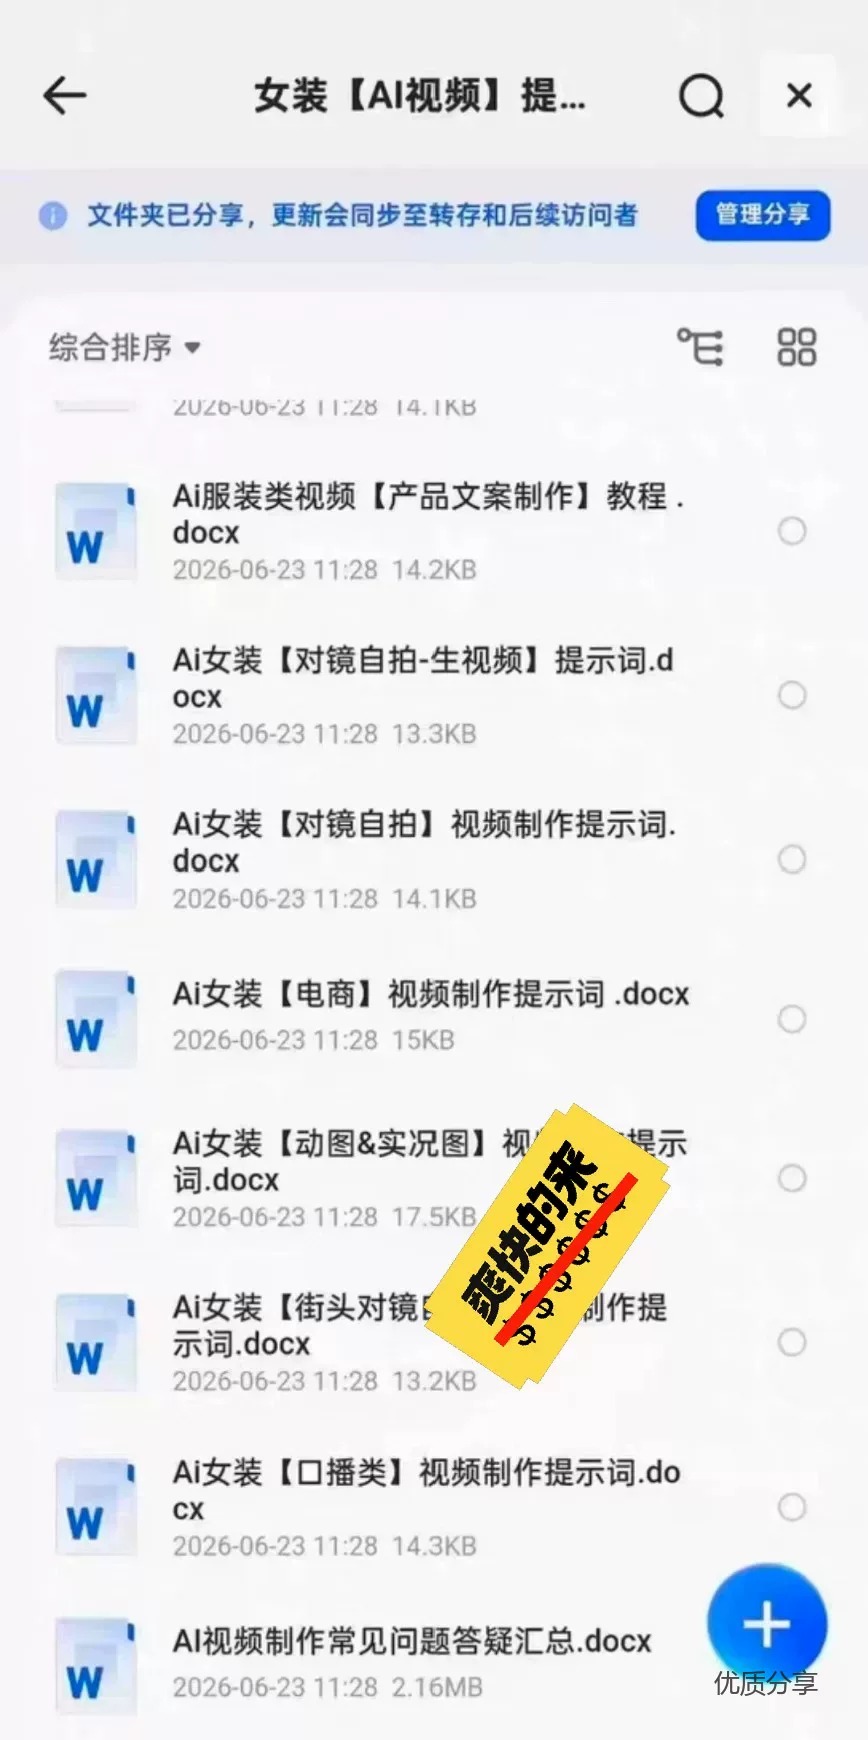 女装【AI视频】提...
文件夹已分享，更新会同步至转存和后续访问者
管理分享
综合排序
2026-06-23 11:28 14.1KB
Ai服装类视频【产品文案制作】教程 .
docx
2026-06-23 11:28 14.2KB
Ai女装【对镜自拍-生视频】提示词.d
ocx
2026-06-23 11:28 13.3KB
Ai女装【对镜自拍】视频制作提示词.
docx
2026-06-23 11:28 14.1KB
Ai女装【电商】视频制作提示词 .docx
2026-06-23 11:28 15KB
Ai女装【动图&实况图】视 提示
词.docx
2026-06-23 11:28 17.5KB
爽快的来
Ai女装【街头对镜 制作提
示词.docx
2026-06-23 11:28 13.2KB
Ai女装【口播类】视频制作提示词.do
cx
2026-06-23 11:28 14.3KB
AI视频制作常见问题答疑汇总.docx
2026-06-23 11:28 2.16MB
优质分享